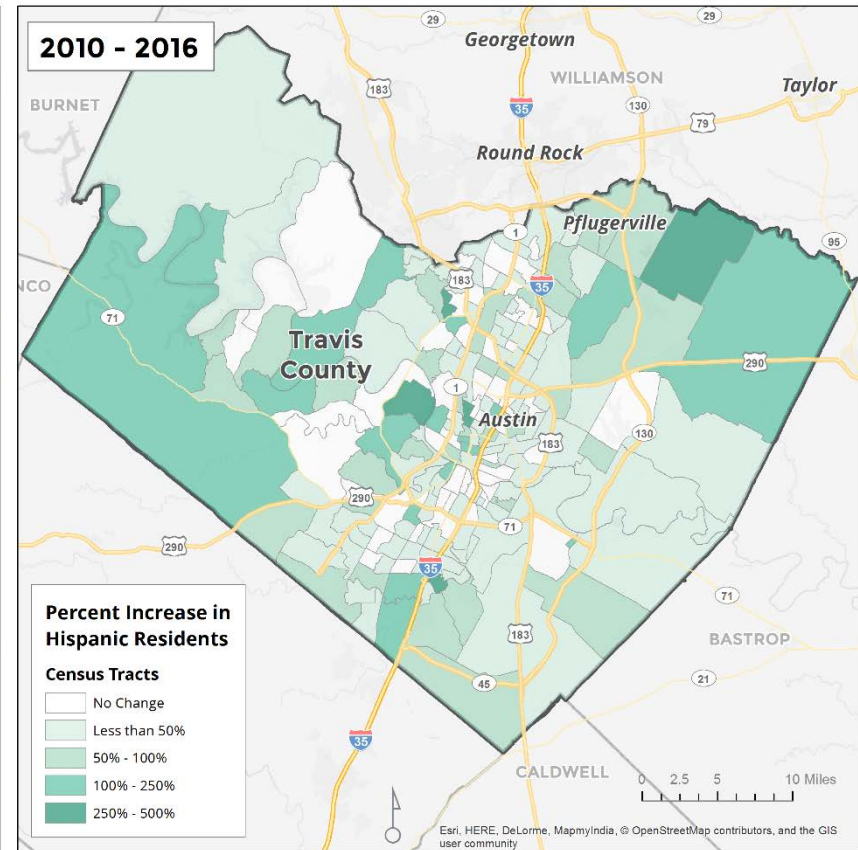 2010 - 2016
29
Georgetown
29
WILLIAMSON
BURNET
183
130
Taylor
35
79
Round Rock
Pflugerville
1
95
183
35
NCO
71
Travis
County
290
1
Austin
130
183
290
71
290
35
71
183
BASTROP
45
21
35
CALDWELL
Percent Increase in
Hispanic Residents
Census Tracts
No Change
Less than 50%
50% - 100%
100% - 250%
250% - 500%
0 2.5 5 10 Miles
Esri, HERE, DeLorme, MapmyIndia, © OpenStreetMap contributors, and the GIS
user community